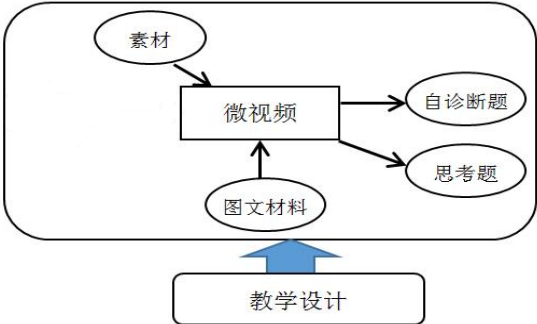 素材
微视频
自诊断题
思考题
图文材料
教学设计